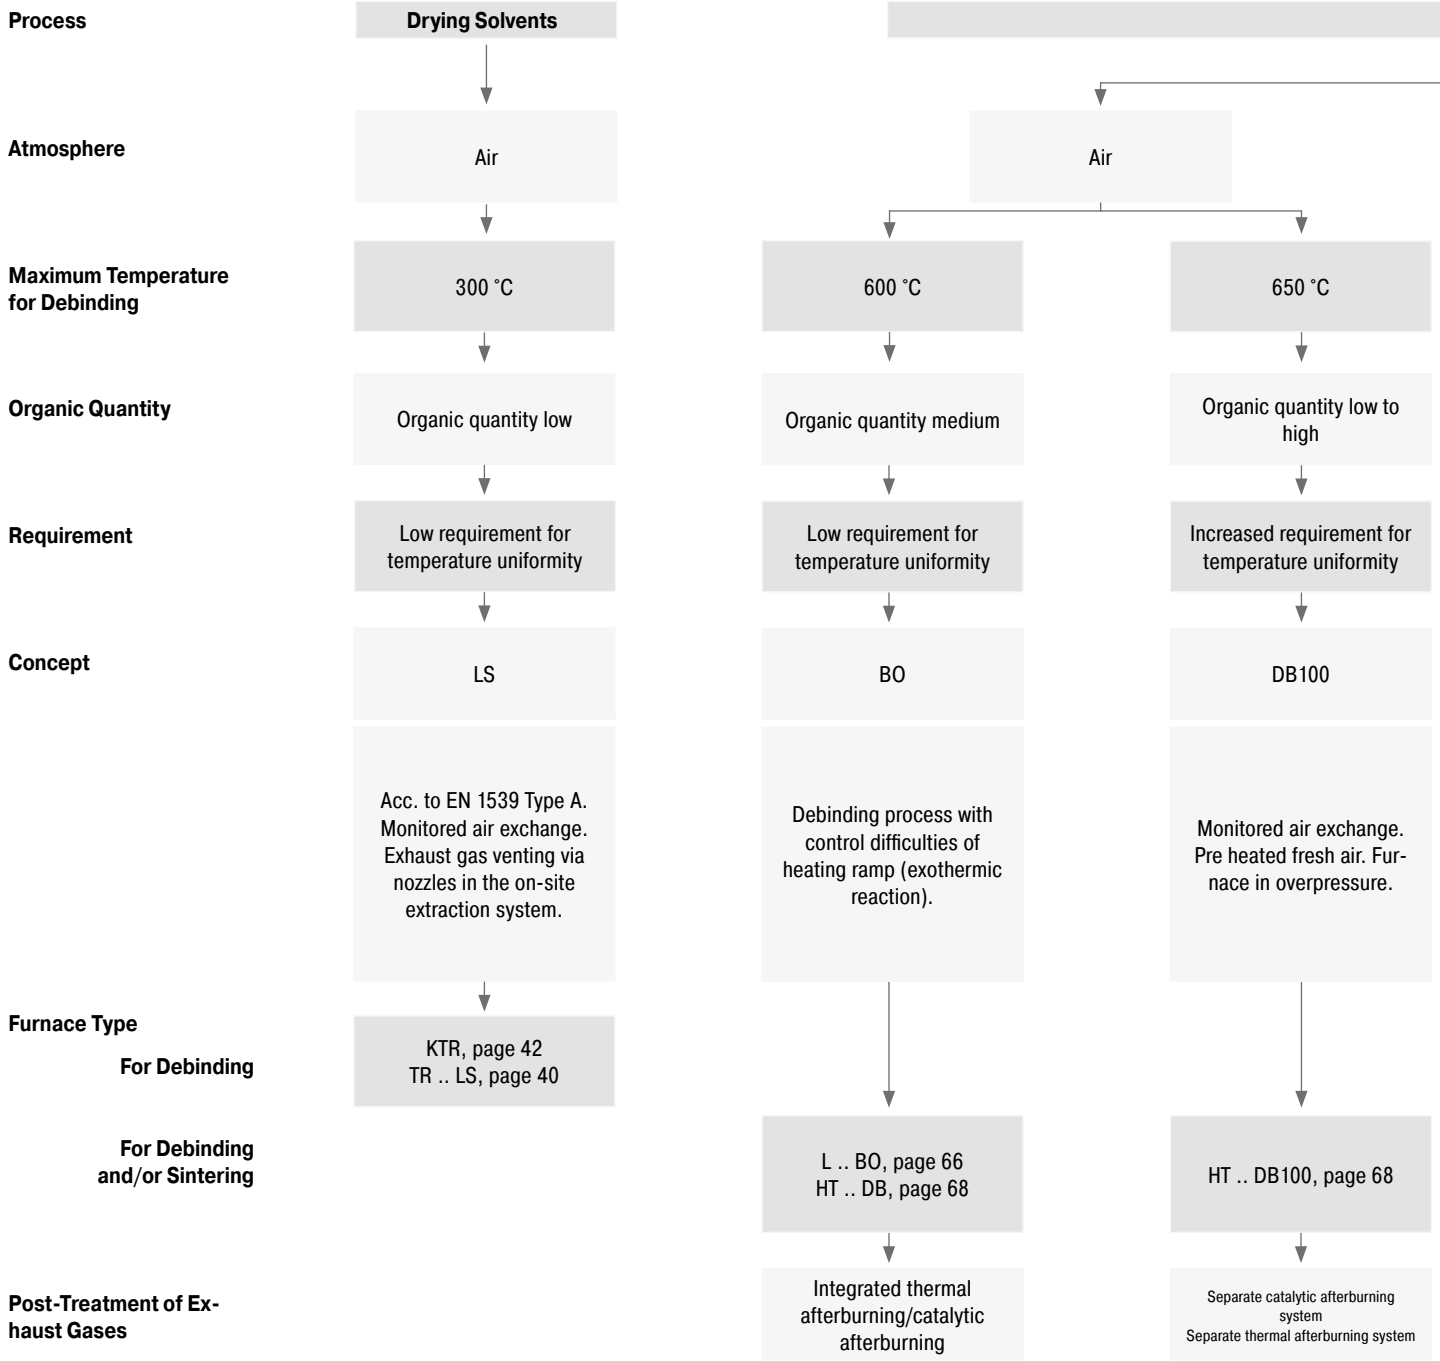 Process
Drying Solvents
Atmosphere
Air
Air
Maximum Temperature
for Debinding
300 °C
600 °C
650 °C
Organic Quantity
Organic quantity low
Organic quantity medium
Organic quantity low to
high
Requirement
Low requirement for
temperature uniformity
Low requirement for
temperature uniformity
Increased requirement for
temperature uniformity
Concept
LS
BO
DB100
Acc. to EN 1539 Type A.
Monitored air exchange.
Exhaust gas venting via
nozzles in the on-site
extraction system.
Debinding process with
control difficulties of
heating ramp (exothermic
reaction).
Monitored air exchange.
Pre heated fresh air. Fur-
nace in overpressure.
Furnace Type
For Debinding
KTR, page 42
TR .. LS, page 40
For Debinding
and/or Sintering
L .. BO, page 66
HT .. DB, page 68
HT .. DB100, page 68
Post-Treatment of Ex-
haust Gases
Integrated thermal
afterburning/catalytic
afterburning
Separate catalytic afterburning
system
Separate thermal afterburning system